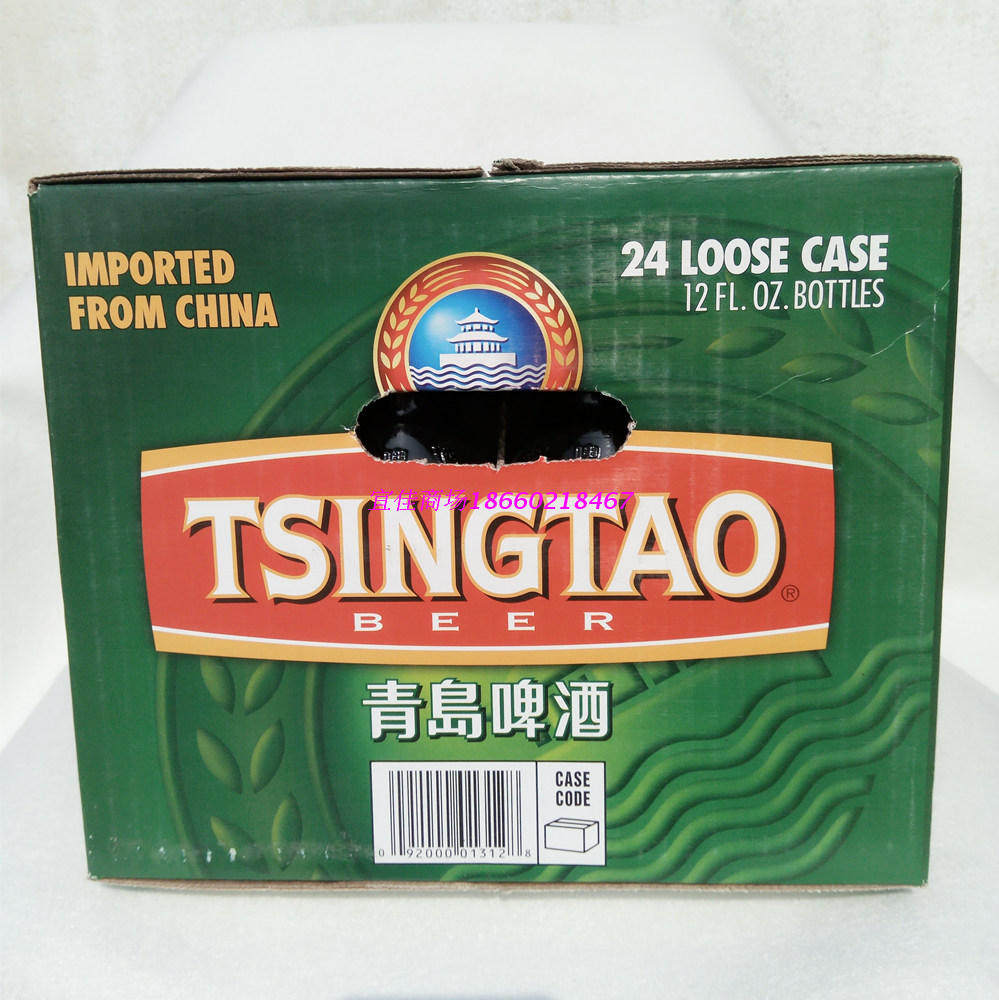 IMPORTED
FROM CHINA
24 LOOSE CASE
12 FL. OZ. BOTTLES
宜佳商场18660218467
TSINGTAO®
BEER
青島啤酒
CASE
CODE
0 92000 01312 8